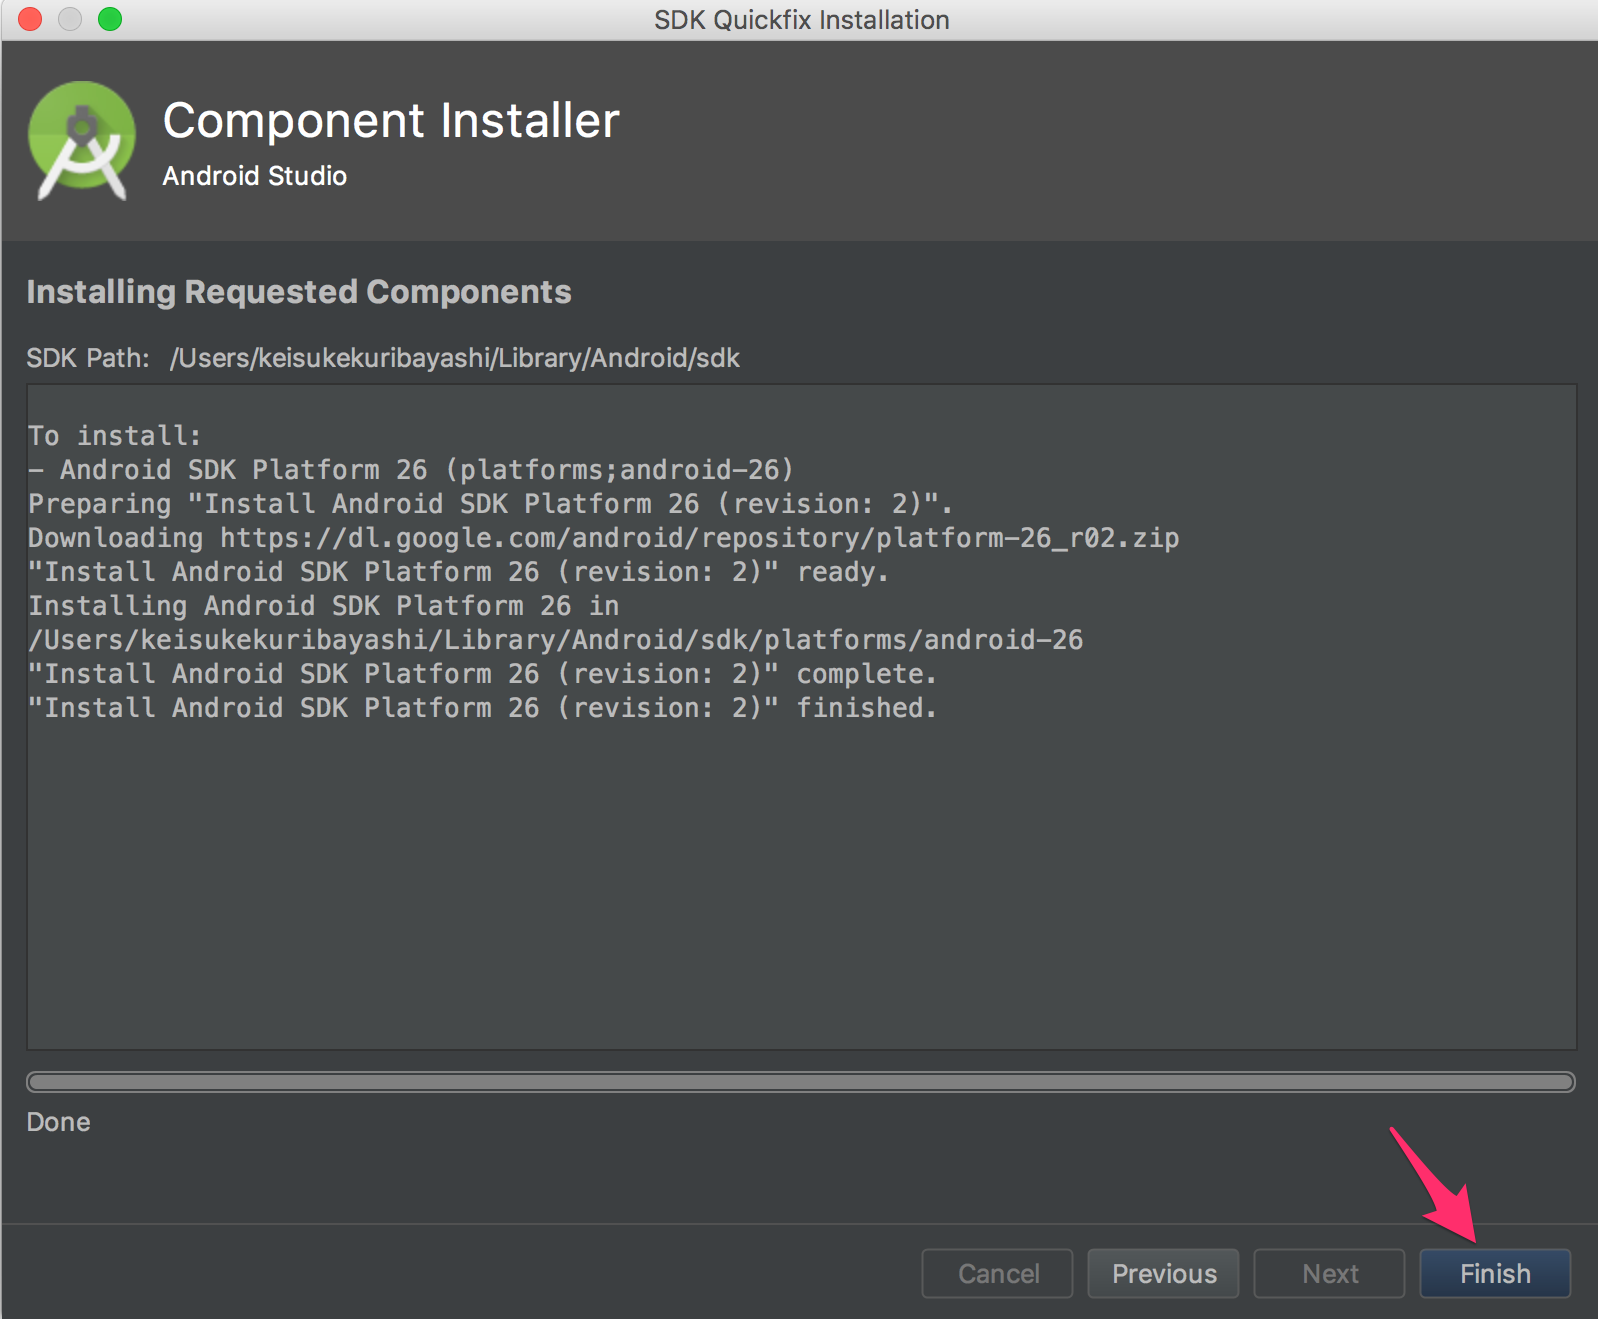 SDK Quickfix Installation
Component Installer
Android Studio
Installing Requested Components
SDK Path: /Users/keisukekuribayashi/Library/Android/sdk
To install:
- Android SDK Platform 26 (platforms;android-26)
Preparing "Install Android SDK Platform 26 (revision: 2)".
Downloading https://dl.google.com/android/repository/platform-26_r02.zip
"Install Android SDK Platform 26 (revision: 2)" ready.
Installing Android SDK Platform 26 in
/Users/keisukekuribayashi/Library/Android/sdk/platforms/android-26
"Install Android SDK Platform 26 (revision: 2)" complete.
"Install Android SDK Platform 26 (revision: 2)" finished.
Done
Cancel Previous Next Finish